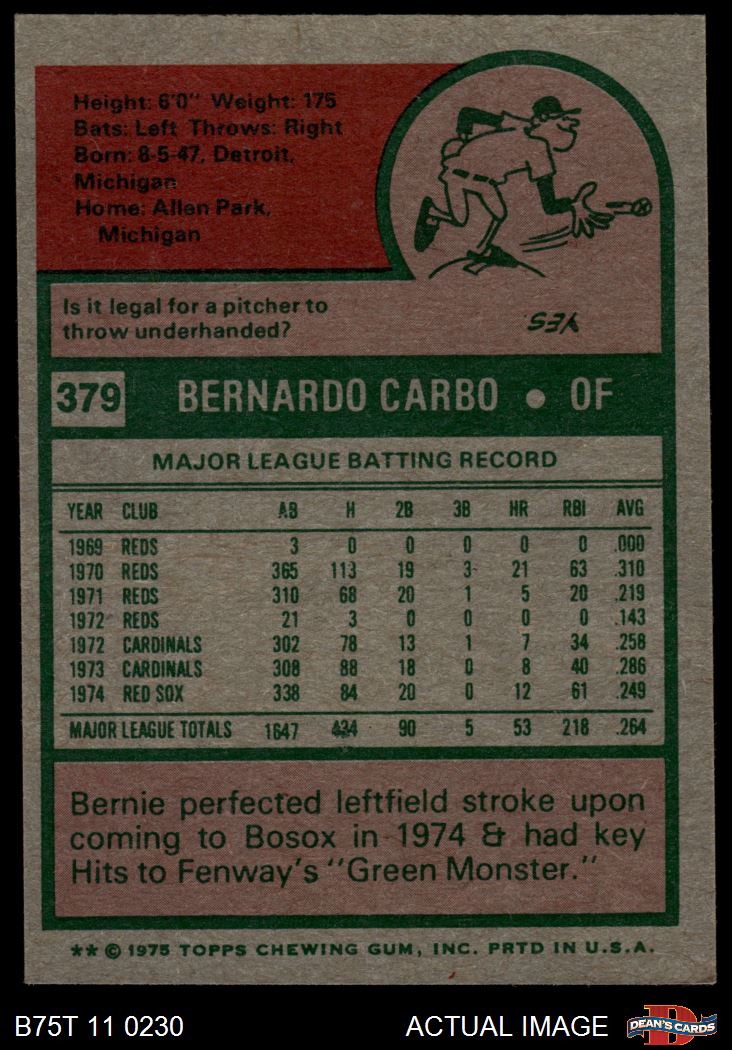 Height: 6'0" Weight: 175
Bats: Left Throws: Right
Born: 8-5-47, Detroit,
Michigan
Home: Allen Park,
Michigan
Is it legal for a pitcher to
throw underhanded?
YES.
379 BERNARDO CARBO • OF
MAJOR LEAGUE BATTING RECORD
YEAR CLUB AB H 2B 3B HR RBI AVG
1969 REDS 3 0 0 0 0 0 .000
1970 REDS 365 113 19 3 21 63 .310
1971 REDS 310 68 20 1 5 20 .219
1972 REDS 21 3 0 0 0 0 .143
1972 CARDINALS 302 78 13 1 7 34 .258
1973 CARDINALS 308 88 18 0 8 40 .286
1974 RED SOX 338 84 20 0 12 61 .249
MAJOR LEAGUE TOTALS 1647 434 90 5 53 218 .264
Bernie perfected leftfield stroke upon
coming to Bosox in 1974 & had key
Hits to Fenway's "Green Monster."
** © 1975 TOPPS CHEWING GUM, INC. PRTD IN U.S.A.
B75T 11 0230 ACTUAL IMAGE
D
DEAN'S CARDS